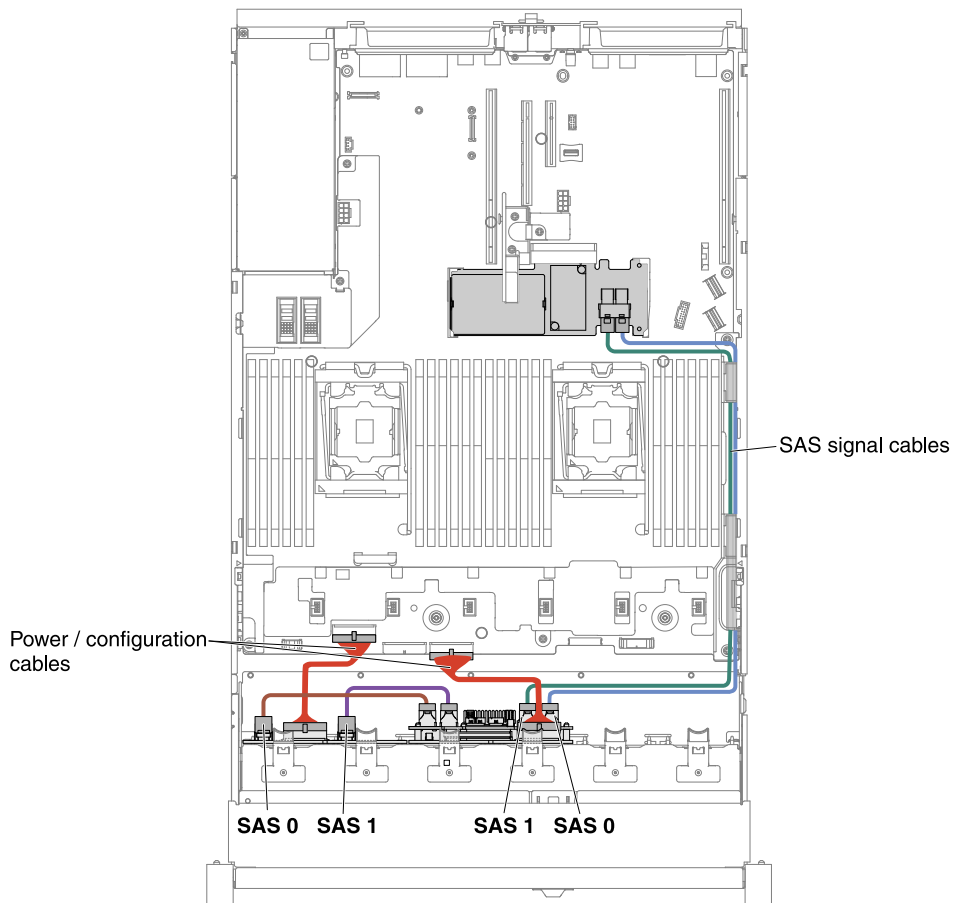 SAS signal cables
Power / configuration
cables
SAS 0 SAS 1 SAS 1 SAS 0